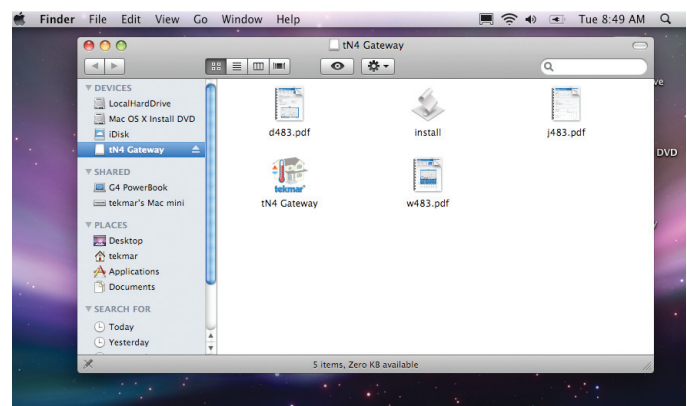 Finder File Edit View Go Window Help Tue 8:49 AM
tN4 Gateway
DEVICES
LocalHardDrive
Mac OS X Install DVD
iDisk
tN4 Gateway
SHARED
G4 PowerBook
tekmar's Mac mini
PLACES
Desktop
tekmar
Applications
Documents
SEARCH FOR
Today
Yesterday
d483.pdf
install
j483.pdf
tekmar
tN4 Gateway
w483.pdf
5 items, Zero KB available
ve
DVD